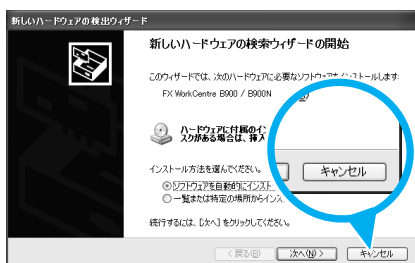 新しいハードウェアの検出ウィザード
新しいハードウェアの検索ウィザードの開始
このウィザードでは、次のハードウェアに必要なソフトウェアをインストールします:
FX WorkCentre B900 / B900N
ハードウェアに付属のイ
スクがある場合は、挿入
キャンセル
インストール方法を選んでください。
ソフトウェアを自動的にインスト
一覧または特定の場所からインス
続行するには、[次へ] をクリックしてください。
< 戻る(B)
次へ(N) >
キャンセル